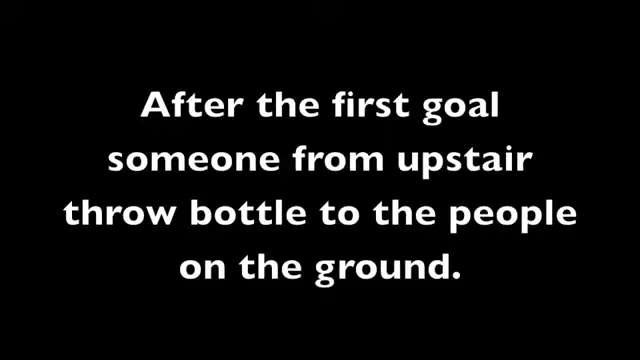 After the first goal
someone from upstair
throw bottle to the people
on the ground.